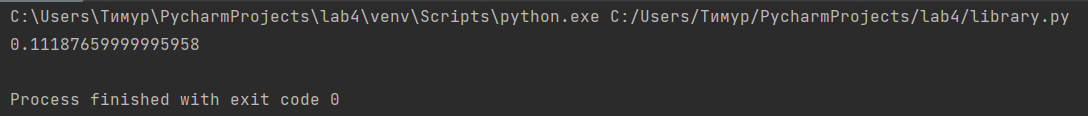 C:\Users\Тимур\PycharmProjects\lab4\venv\Scripts\python.exe C:/Users/Тимур/PycharmProjects/lab4/library.py
0.11187659999995958
Process finished with exit code 0